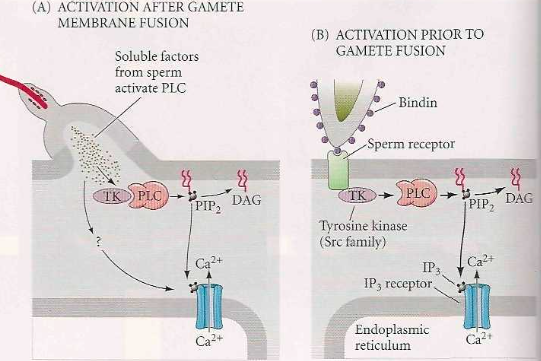 (A) ACTIVATION AFTER GAMETE
MEMBRANE FUSION
Soluble factors
from sperm
activate PLC
TK
PLC
PIP₂
DAG
?
Ca²⁺
Ca²⁺
(B) ACTIVATION PRIOR TO
GAMETE FUSION
Bindin
Sperm receptor
TK
PLC
PIP₂
DAG
Tyrosine kinase
(Src family)
IP₃
Ca²⁺
IP₃ receptor
Endoplasmic
reticulum
Ca²⁺